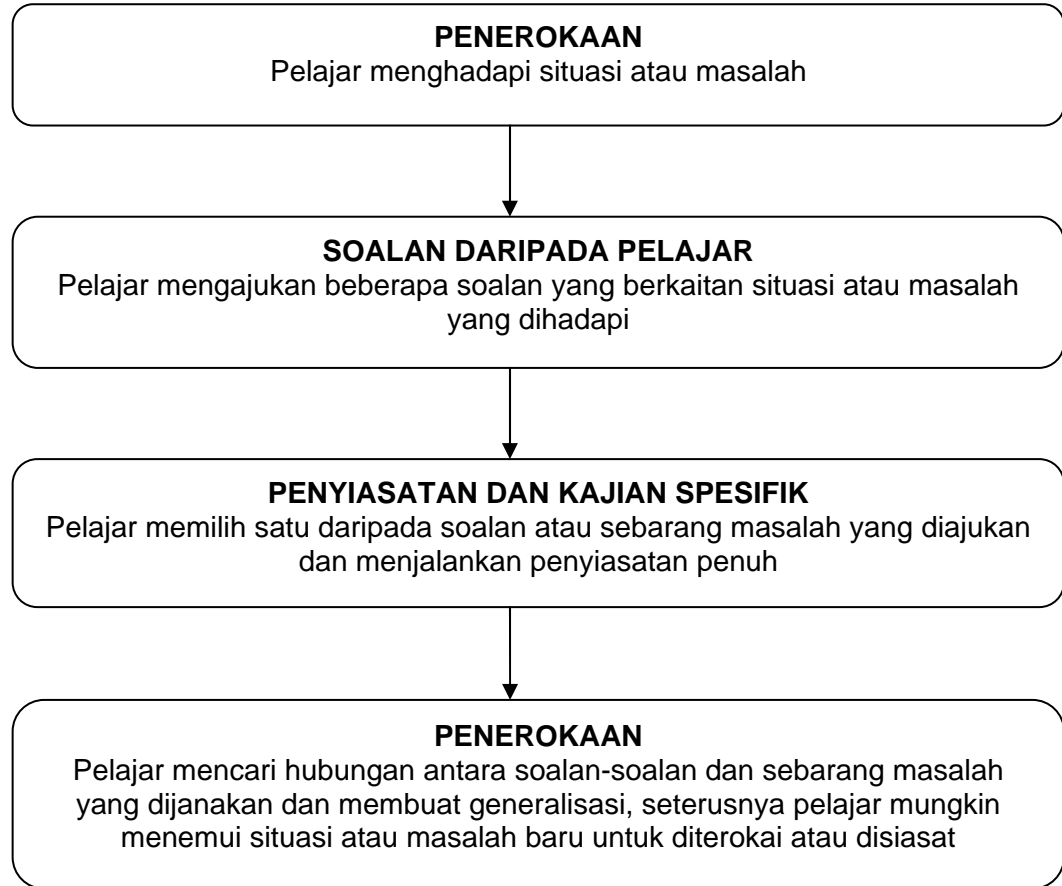 PENEROKAAN
Pelajar menghadapi situasi atau masalah
SOALAN DARIPADA PELAJAR
Pelajar mengajukan beberapa soalan yang berkaitan situasi atau masalah
yang dihadapi
PENYIASATAN DAN KAJIAN SPESIFIK
Pelajar memilih satu daripada soalan atau sebarang masalah yang diajukan
dan menjalankan penyiasatan penuh
PENEROKAAN
Pelajar mencari hubungan antara soalan-soalan dan sebarang masalah
yang dijanakan dan membuat generalisasi, seterusnya pelajar mungkin
menemui situasi atau masalah baru untuk diterokai atau disiasat